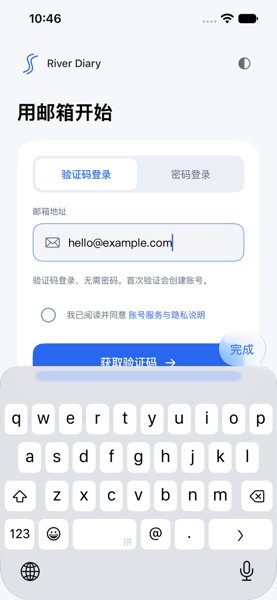 10:46
River Diary
用邮箱开始
验证码登录 密码登录
邮箱地址
hello@example.com
验证码登录，无需密码。首次验证会创建账号。
我已阅读并同意 账号服务与隐私说明
完成
获取验证码 →
q w e r t y u i o p
a s d f g h j k l
z x c v b n m
123 拼 @ .